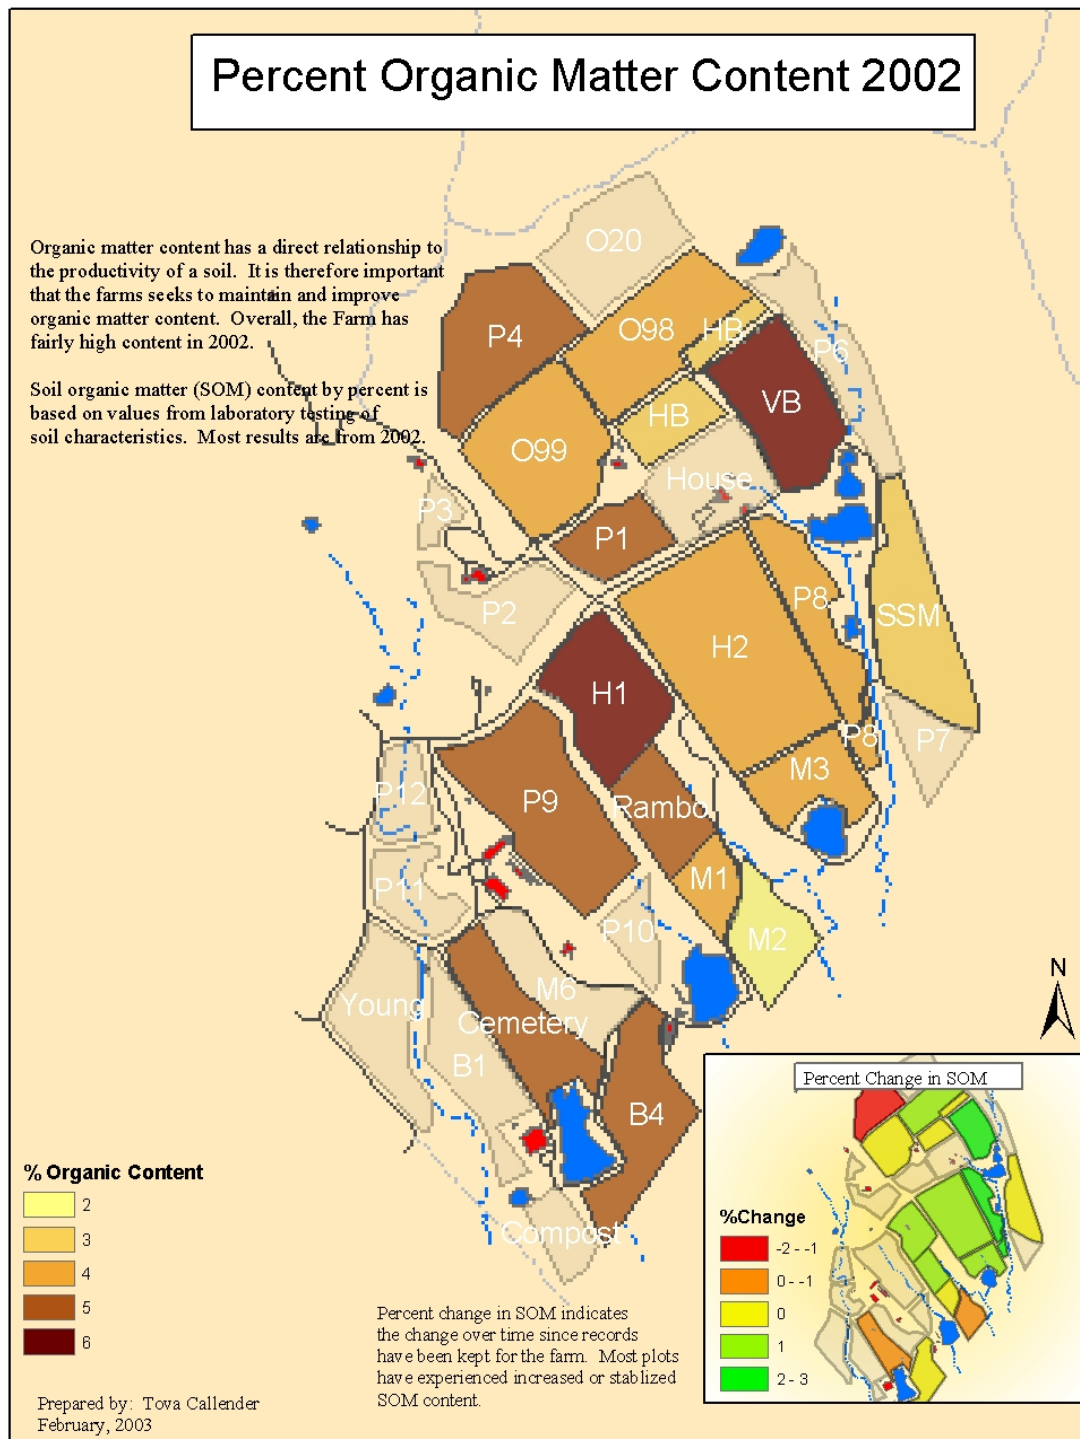 Percent Organic Matter Content 2002
Organic matter content has a direct relationship to
the productivity of a soil. It is therefore important
that the farms seeks to maintain and improve
organic matter content. Overall, the Farm has
fairly high content in 2002.
Soil organic matter (SOM) content by percent is
based on values from laboratory testing of
soil characteristics. Most results are from 2002.
O20
P4
O98
HB
P6
VB
HB
O99
House
P3
P1
P2
P8
SSM
H2
H1
P8
P7
M3
P12
P9
Rambo
P11
M1
P10
M2
M6
Young
Cemetery
B1
B4
Compost
N
% Organic Content
2
3
4
5
6
Prepared by: Tova Callender
February, 2003
Percent change in SOM indicates
the change over time since records
have been kept for the farm. Most plots
have experienced increased or stablized
SOM content.
Percent Change in SOM
%Change
-2 - -1
0 - -1
0
1
2 - 3